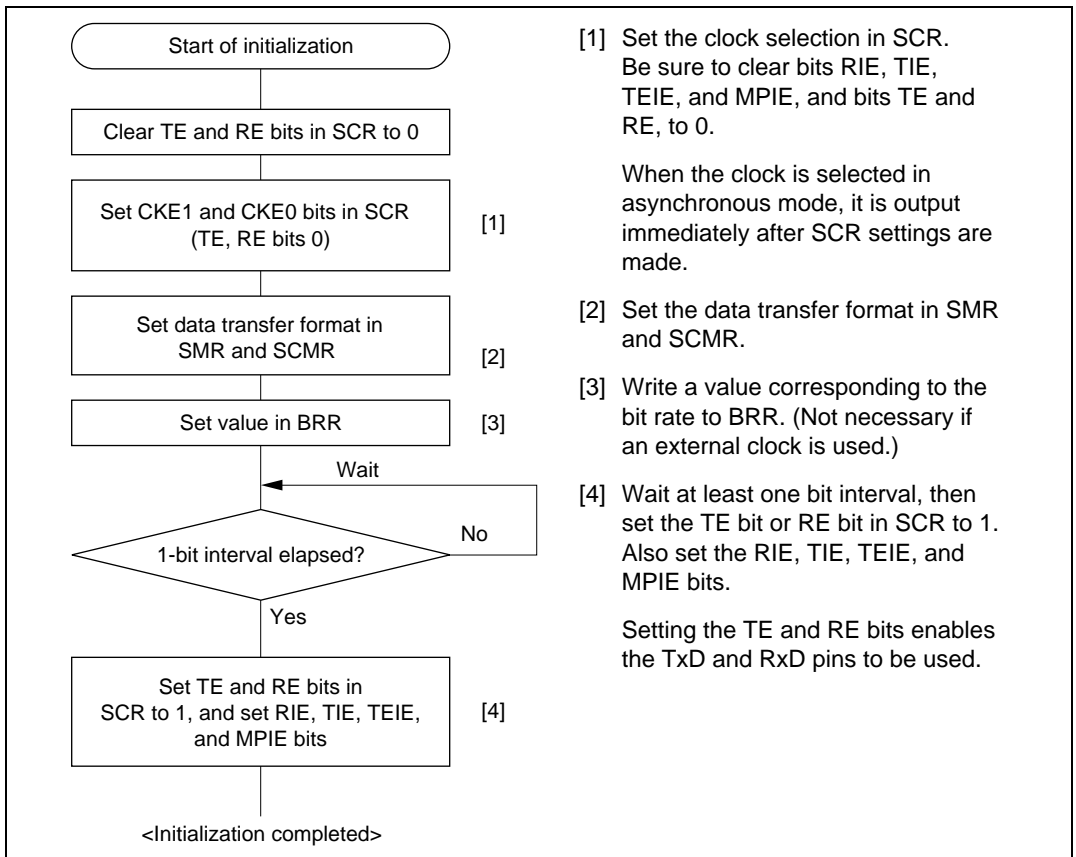 Start of initialization
Clear TE and RE bits in SCR to 0
Set CKE1 and CKE0 bits in SCR
(TE, RE bits 0)
[1]
Set data transfer format in
SMR and SCMR
[2]
Set value in BRR
[3]
Wait
No
1-bit interval elapsed?
Yes
Set TE and RE bits in
SCR to 1, and set RIE, TIE, TEIE,
and MPIE bits
[4]
<Initialization completed>
[1] Set the clock selection in SCR.
Be sure to clear bits RIE, TIE,
TEIE, and MPIE, and bits TE and
RE, to 0.
When the clock is selected in
asynchronous mode, it is output
immediately after SCR settings are
made.
[2] Set the data transfer format in SMR
and SCMR.
[3] Write a value corresponding to the
bit rate to BRR. (Not necessary if
an external clock is used.)
[4] Wait at least one bit interval, then
set the TE bit or RE bit in SCR to 1.
Also set the RIE, TIE, TEIE, and
MPIE bits.
Setting the TE and RE bits enables
the TxD and RxD pins to be used.